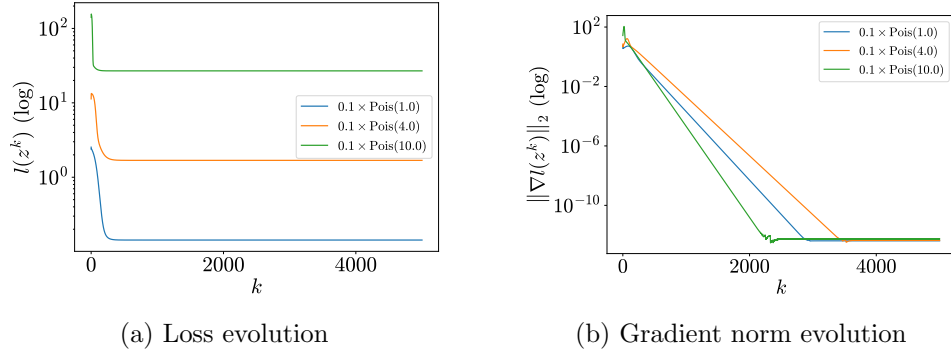 10^2
10^1
10^0
l(z^k) (log)
0.1 × Pois(1.0)
0.1 × Pois(4.0)
0.1 × Pois(10.0)
0
2000
4000
k
(a) Loss evolution
10^2
10^{-2}
10^{-6}
10^{-10}
||∇l(z^k)||_2 (log)
0.1 × Pois(1.0)
0.1 × Pois(4.0)
0.1 × Pois(10.0)
0
2000
4000
k
(b) Gradient norm evolution